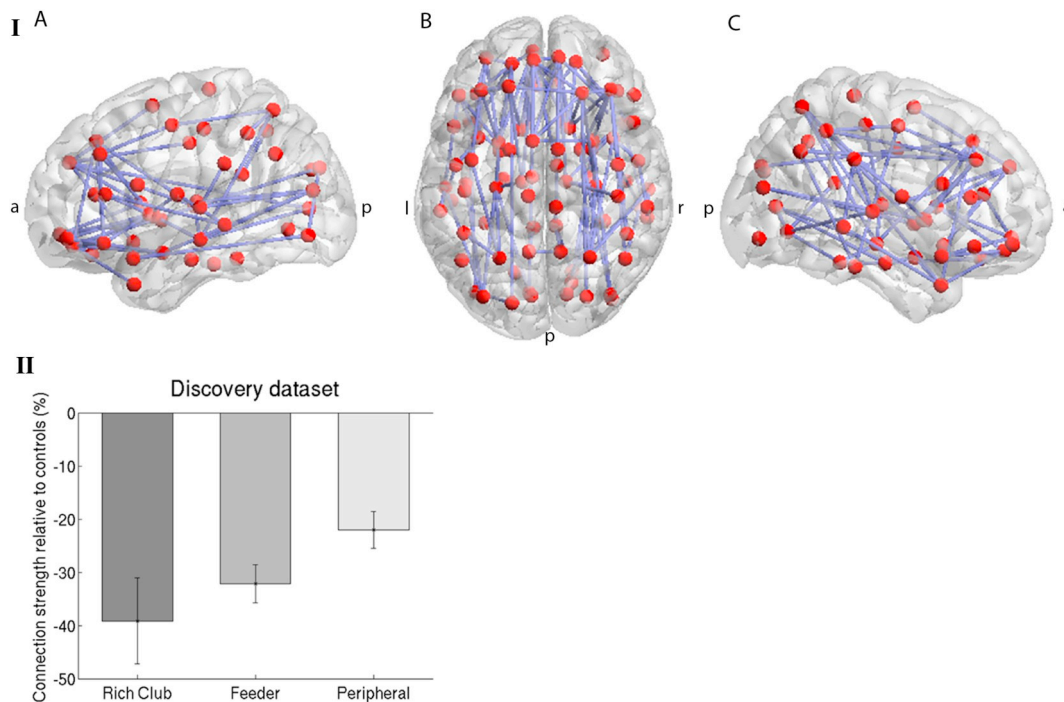 I A B C
a p l r p
p
II
Discovery dataset
Connection strength relative to controls (%)
0
-10
-20
-30
-40
-50
Rich Club Feeder Peripheral